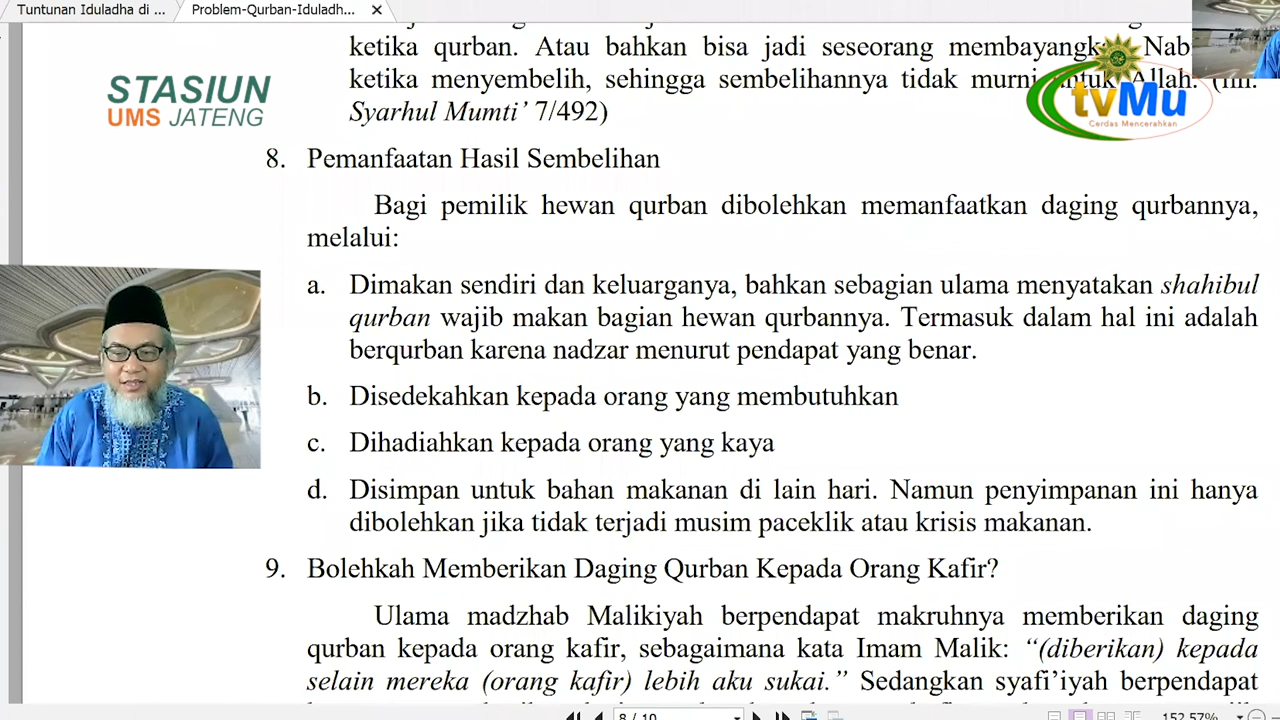 Tuntunan Iduladha di ...
Problem-Qurban-Iduladh...
ketika qurban. Atau bahkan bisa jadi seseorang
ketika menyembelih, sehingga sembelihannya tidak murni
Syarhul Mumti’ 7/492)
STASIUN
UMS JATENG
tvMu
Cerdas Mencerahkan
8. Pemanfaatan Hasil Sembelihan
Bagi pemilik hewan qurban dibolehkan memanfaatkan daging qurbannya,
melalui:
a. Dimakan sendiri dan keluarganya, bahkan sebagian ulama menyatakan shahibul
qurban wajib makan bagian hewan qurbannya. Termasuk dalam hal ini adalah
berqurban karena nadzar menurut pendapat yang benar.
b. Disedekahkan kepada orang yang membutuhkan
c. Dihadiahkan kepada orang yang kaya
d. Disimpan untuk bahan makanan di lain hari. Namun penyimpanan ini hanya
dibolehkan jika tidak terjadi musim paceklik atau krisis makanan.
9. Bolehkah Memberikan Daging Qurban Kepada Orang Kafir?
Ulama madzhab Malikiyah berpendapat makruhnya memberikan daging
qurban kepada orang kafir, sebagaimana kata Imam Malik: “(diberikan) kepada
selain mereka (orang kafir) lebih aku sukai.” Sedangkan syafi’iyah berpendapat
8 / 10
152,57%